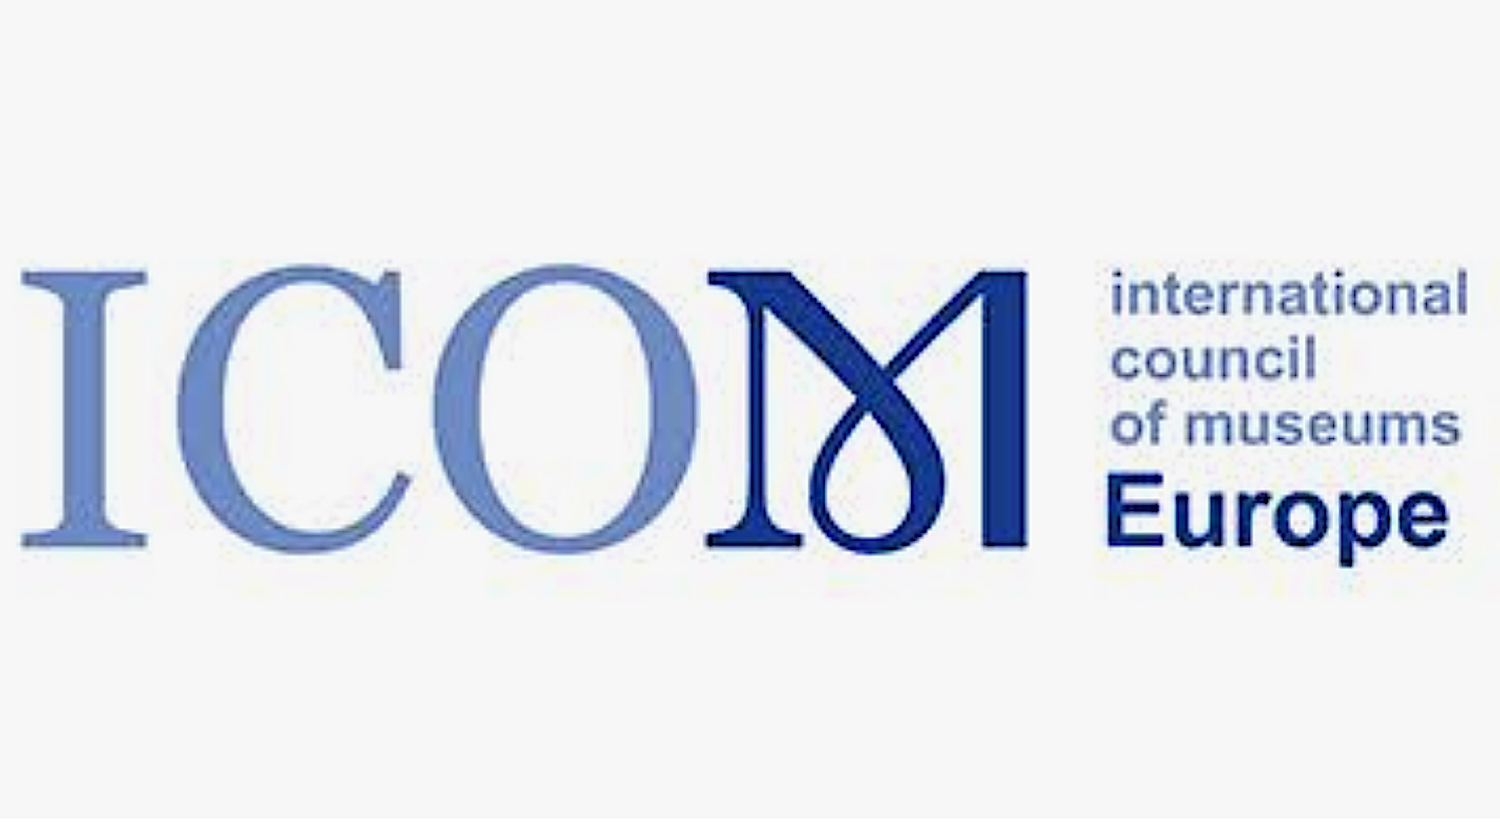 ICOM
international
council
of museums
Europe